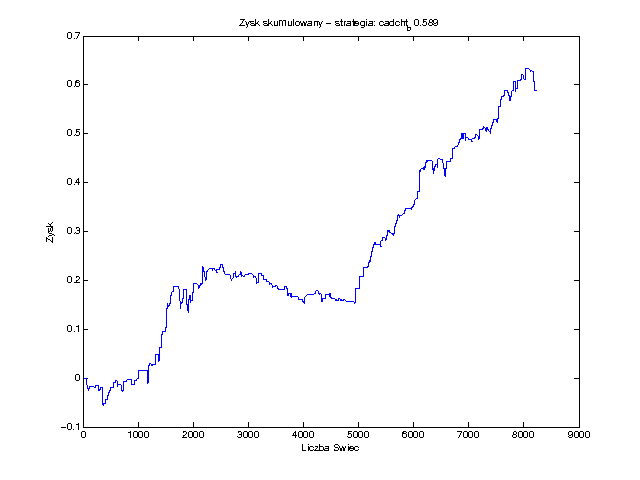 Zysk skumulowany – strategia: cadcht_b 0.589
0.7
0.6
0.5
0.4
0.3
0.2
0.1
0
−0.1
Zysk
0 1000 2000 3000 4000 5000 6000 7000 8000 9000
Liczba Swiec